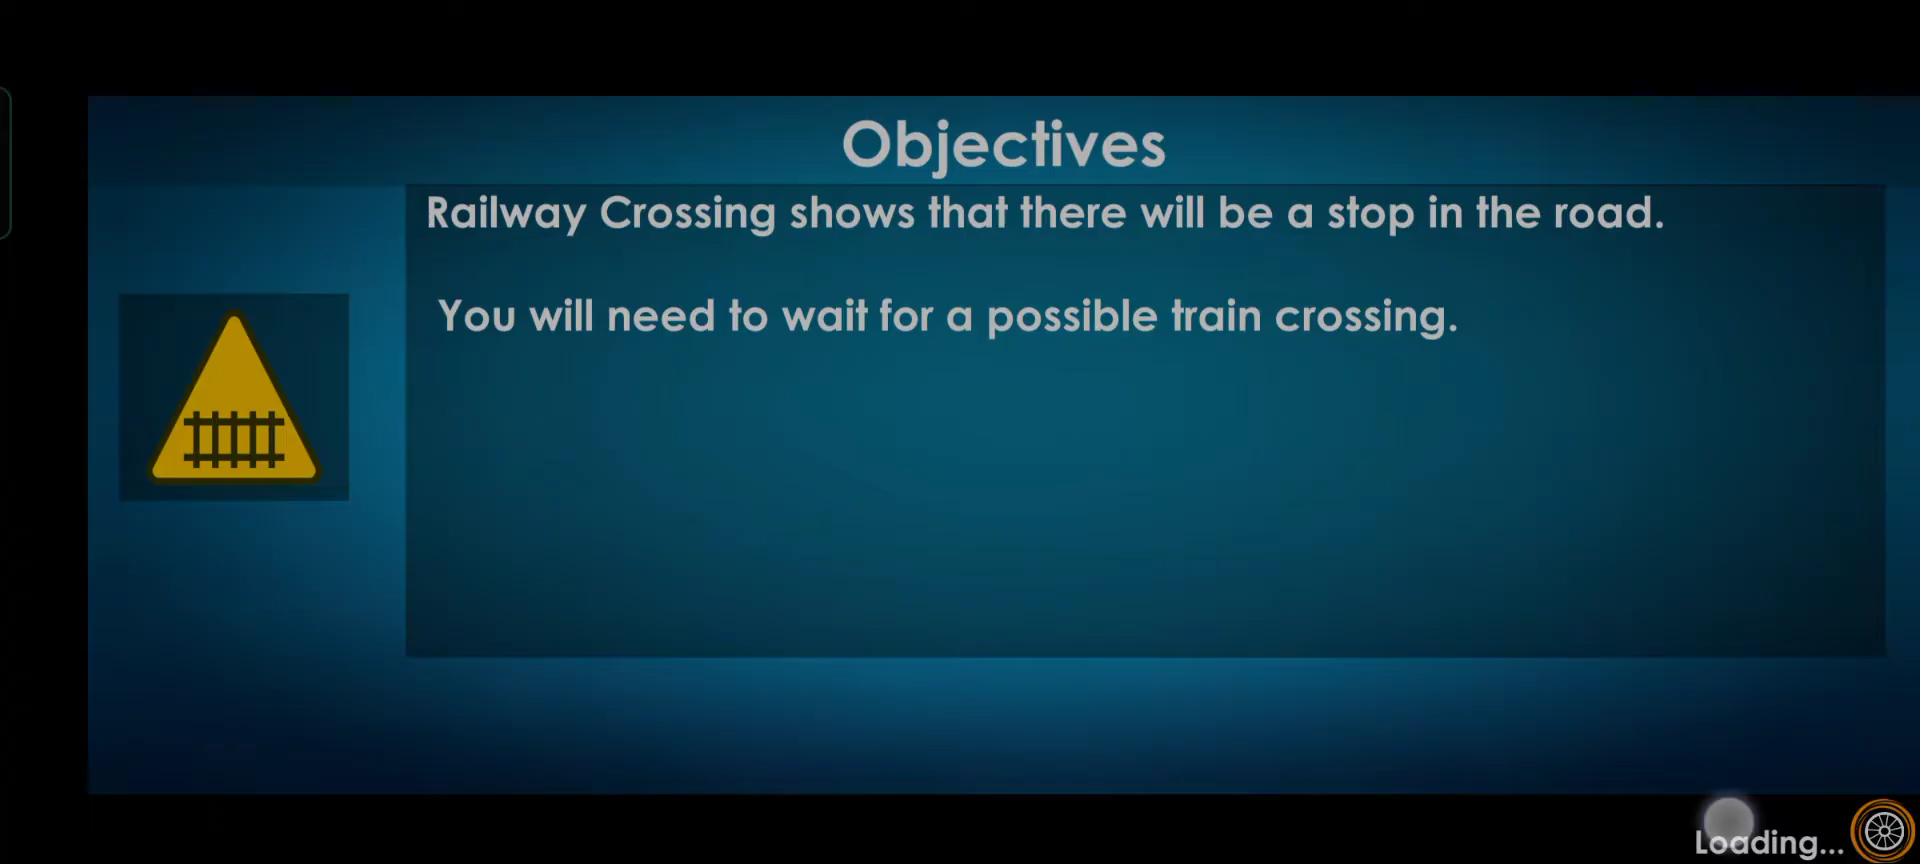 Objectives
Railway Crossing shows that there will be a stop in the road.
You will need to wait for a possible train crossing.
Loading...